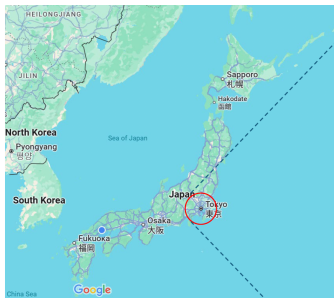 HEILONGJIANG
JILIN
Sapporo
札幌
Hakodate
函館
North Korea
Pyongyang
평양
Sea of Japan
South Korea
Japan
Tokyo
東京
Osaka
大阪
Fukuoka
福岡
China Sea
Google